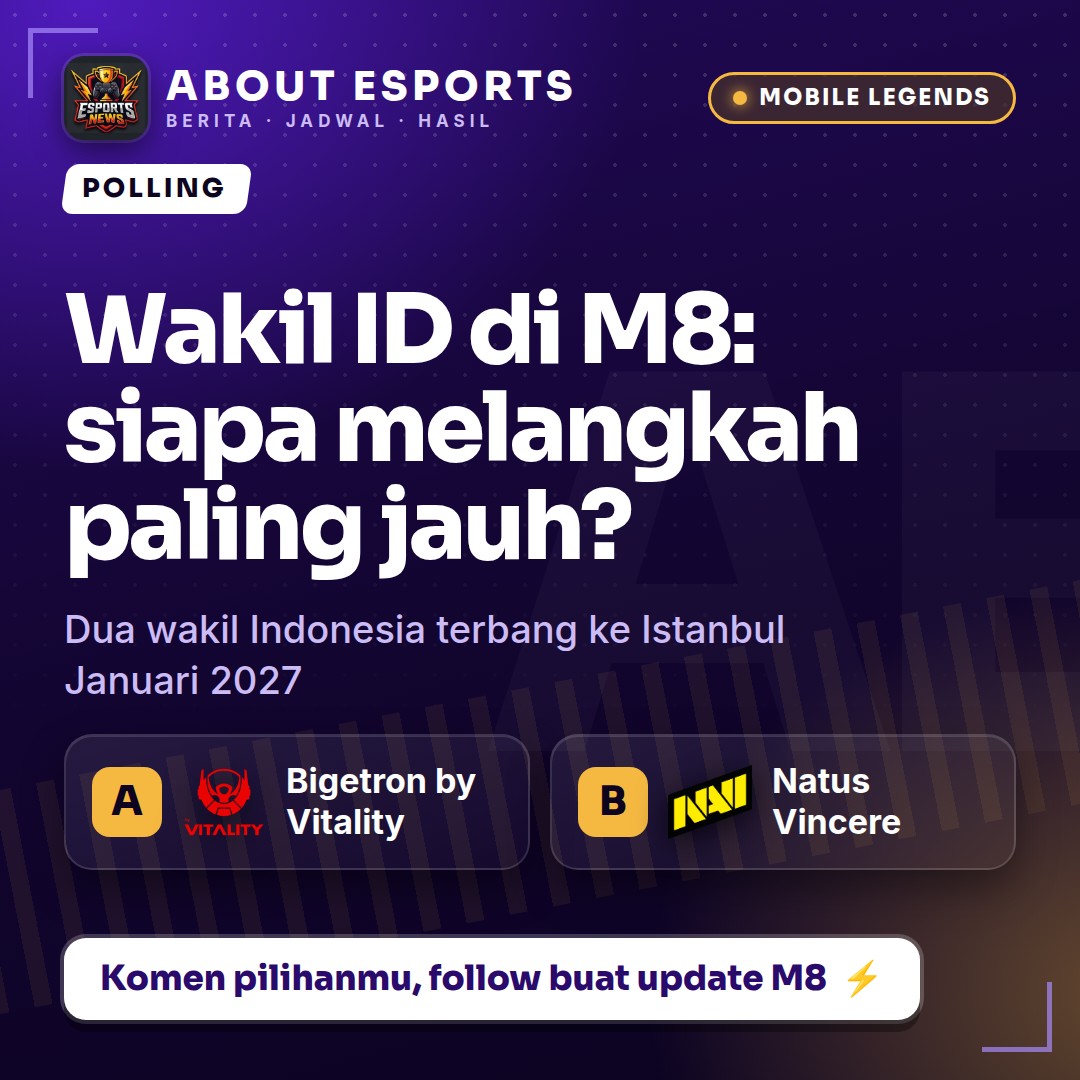 ESPORTS
NEWS
ABOUT ESPORTS
BERITA · JADWAL · HASIL
MOBILE LEGENDS
POLLING
Wakil ID di M8:
siapa melangkah
paling jauh?
Dua wakil Indonesia terbang ke Istanbul
Januari 2027
A
VITALITY
Bigetron by
Vitality
B
NAVI
Natus
Vincere
Komen pilihanmu, follow buat update M8 ⚡
AE